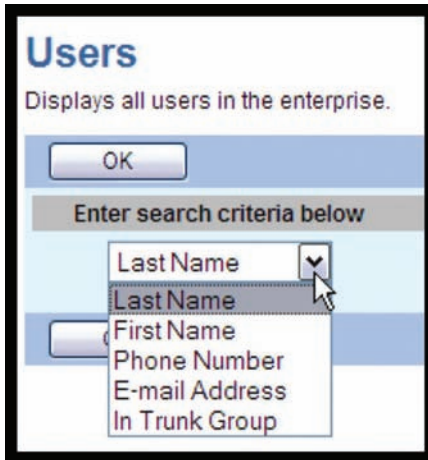 Users
Displays all users in the enterprise.
OK
Enter search criteria below
Last Name
Last Name
First Name
Phone Number
E-mail Address
In Trunk Group